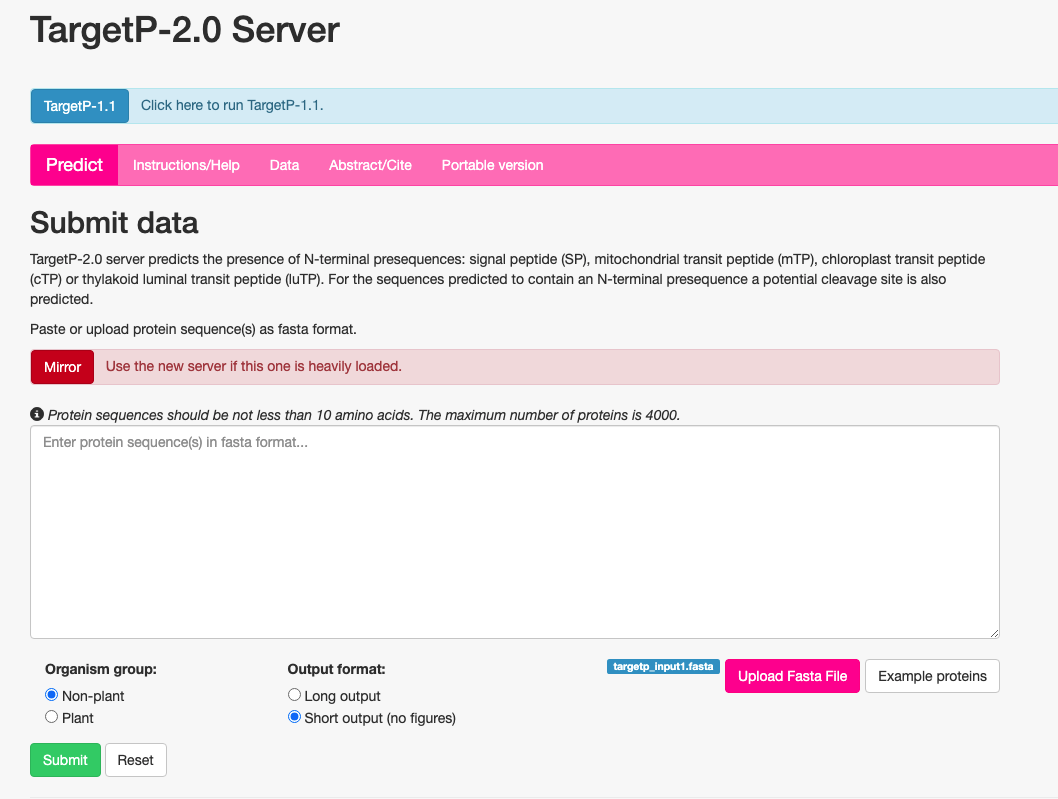 TargetP-2.0 Server
TargetP-1.1 Click here to run TargetP-1.1.
Predict Instructions/Help Data Abstract/Cite Portable version
Submit data
TargetP-2.0 server predicts the presence of N-terminal presequences: signal peptide (SP), mitochondrial transit peptide (mTP), chloroplast transit peptide
(cTP) or thylakoid luminal transit peptide (luTP). For the sequences predicted to contain an N-terminal presequence a potential cleavage site is also
predicted.
Paste or upload protein sequence(s) as fasta format.
Mirror Use the new server if this one is heavily loaded.
Protein sequences should be not less than 10 amino acids. The maximum number of proteins is 4000.
Enter protein sequence(s) in fasta format...
Organism group: Output format: targetp_input1.fasta Upload Fasta File Example proteins
Non-plant Long output
Plant Short output (no figures)
Submit Reset